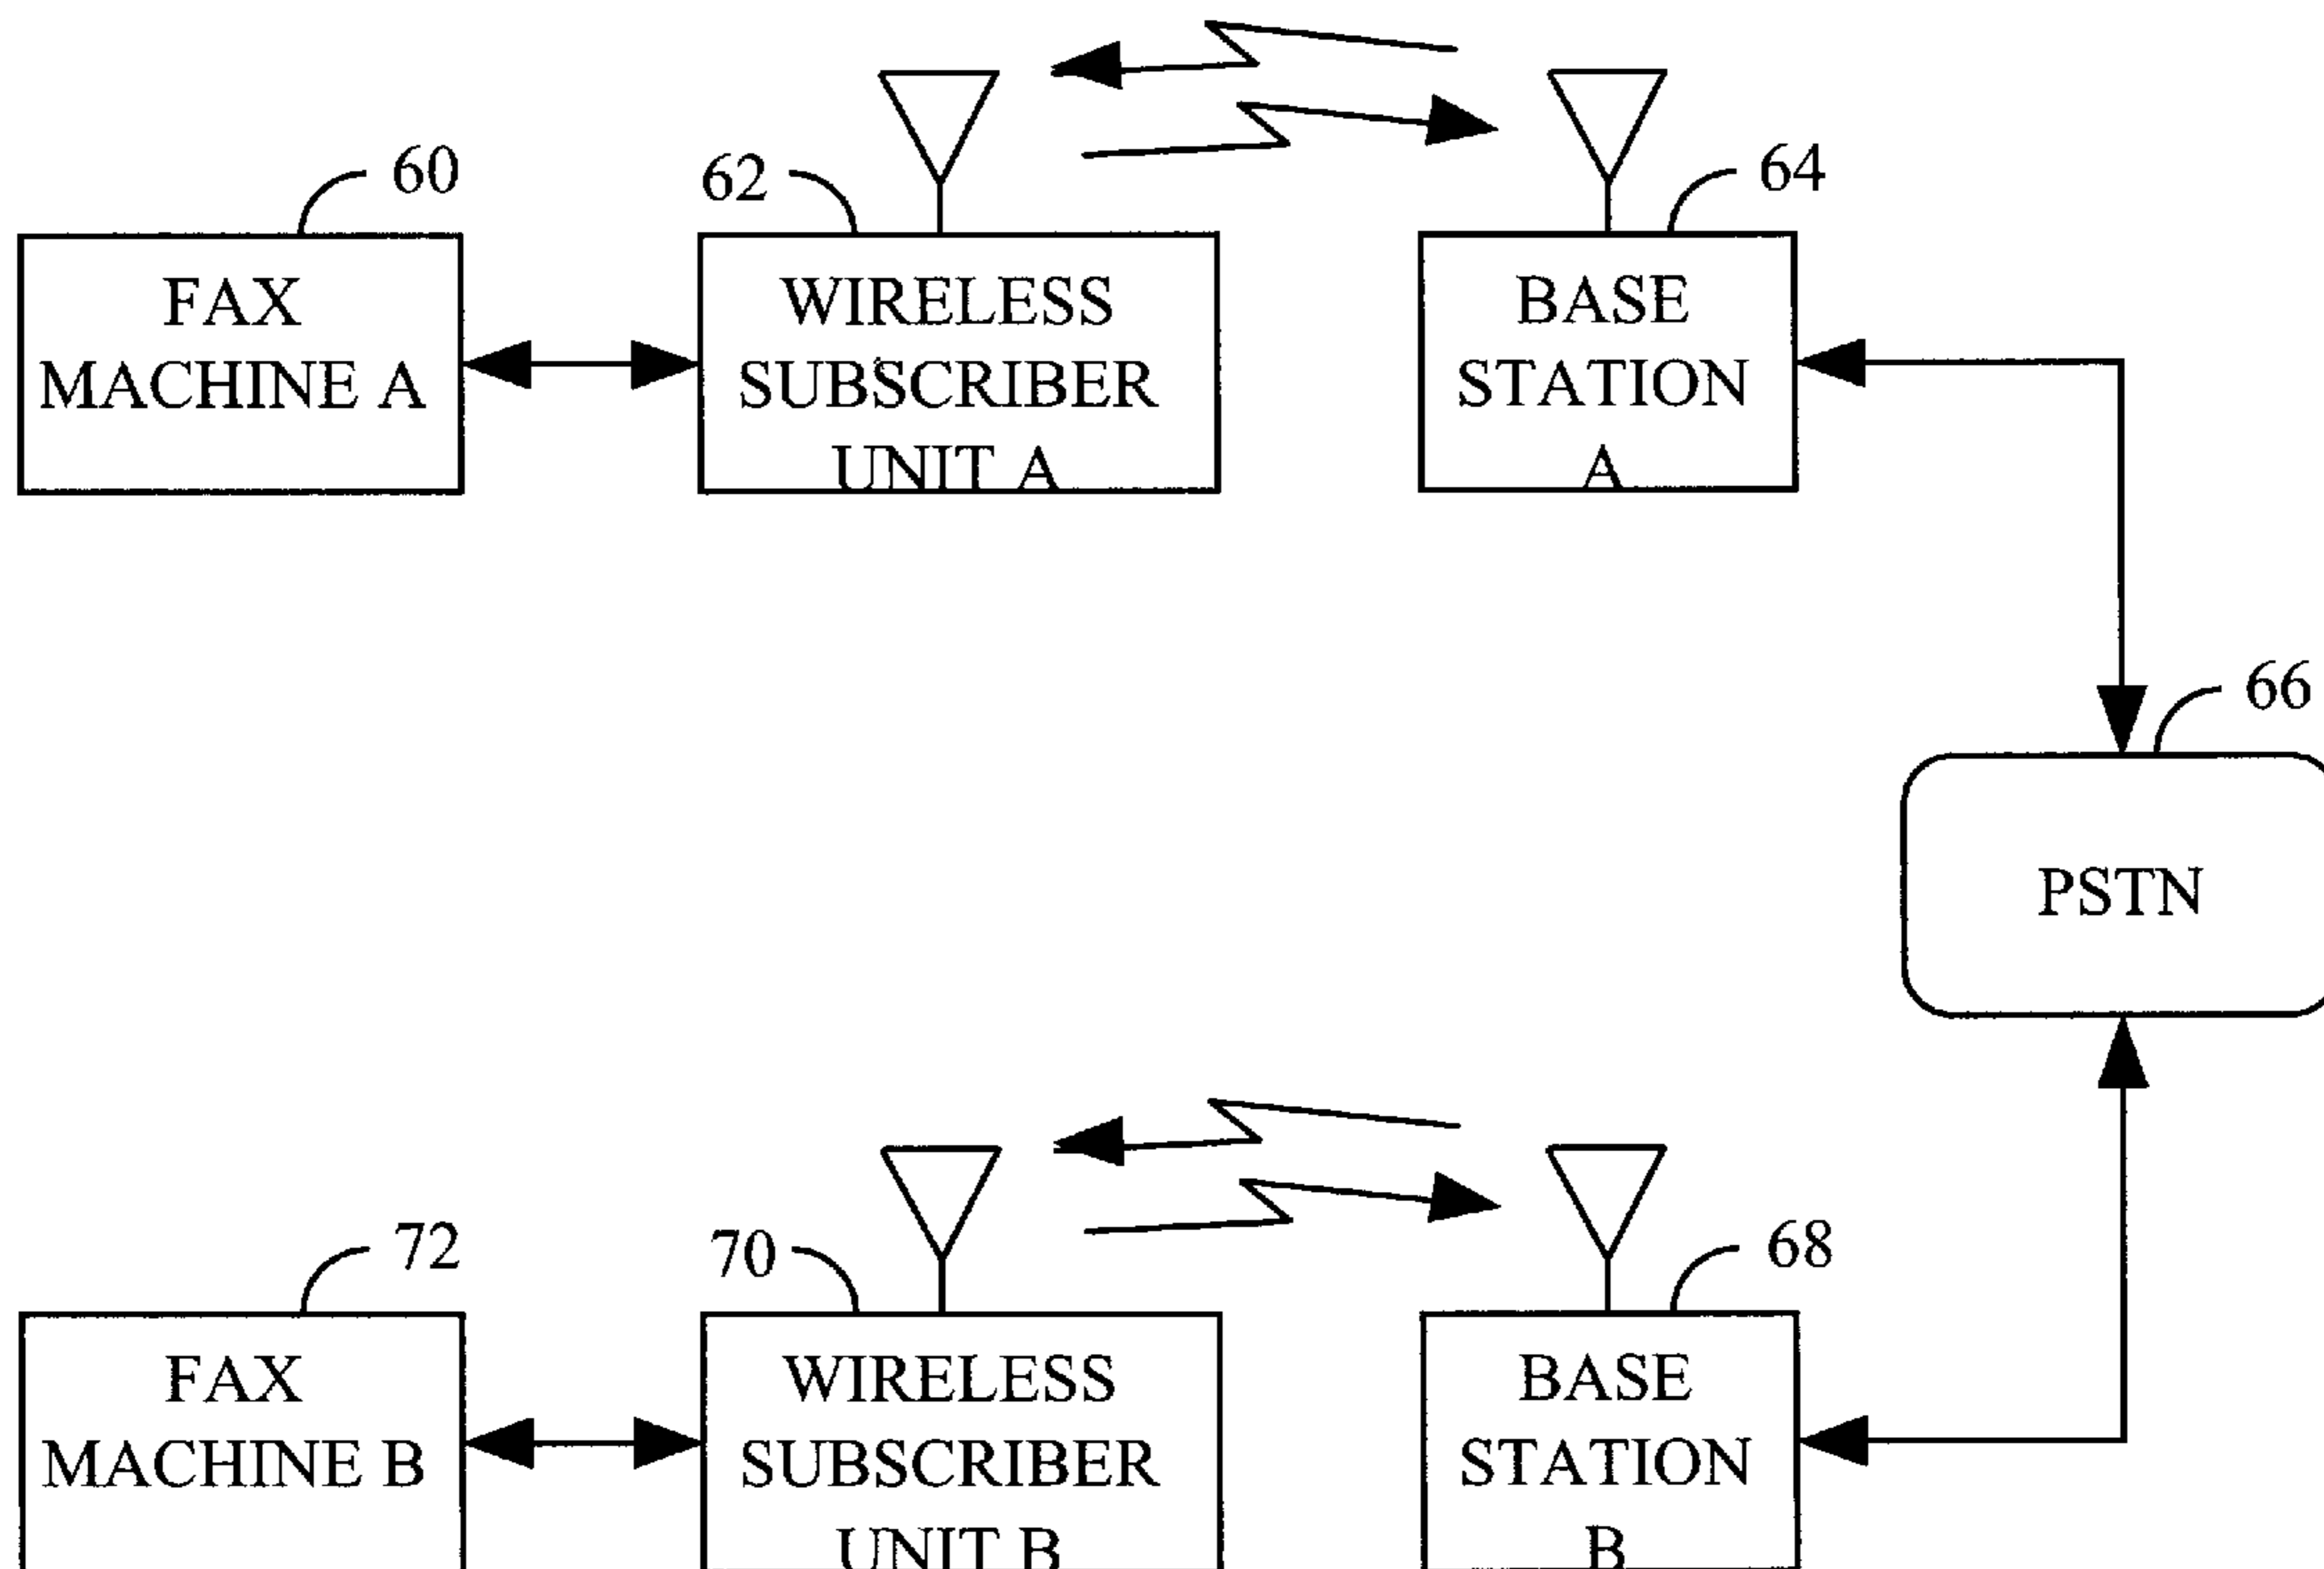 60
62
64
FAX
MACHINE A
WIRELESS
SUBSCRIBER
UNIT A
BASE
STATION
A
66
PSTN
72
70
68
FAX
MACHINE B
WIRELESS
SUBSCRIBER
UNIT B
BASE
STATION
B